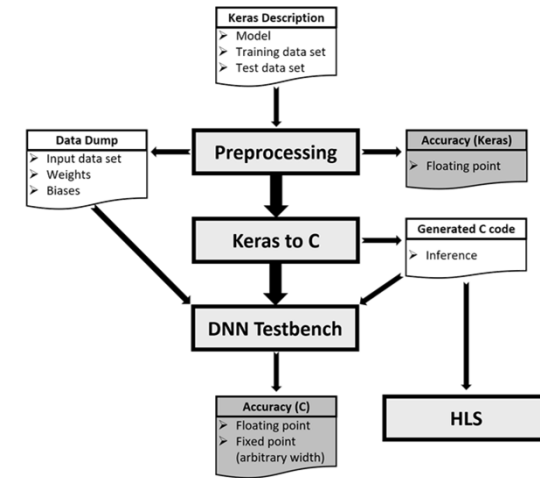 Keras Description
➢ Model
➢ Training data set
➢ Test data set
Data Dump
➢ Input data set
➢ Weights
➢ Biases
Preprocessing
Accuracy (Keras)
➢ Floating point
Keras to C
Generated C code
➢ Inference
DNN Testbench
Accuracy (C)
➢ Floating point
➢ Fixed point
(arbitrary width)
HLS